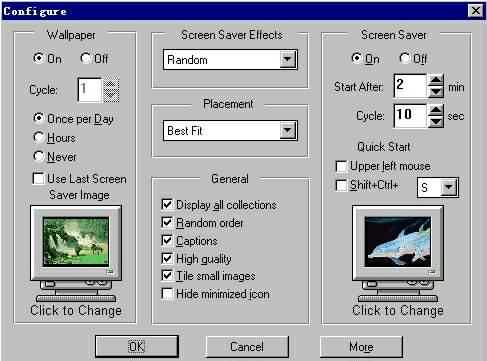 Configure
Wallpaper
On Off
Cycle: 1
Once per Day
Hours
Never
Use Last Screen
Saver Image
Click to Change
Screen Saver Effects
Random
Placement
Best Fit
General
Display all collections
Random order
Captions
High quality
Tile small images
Hide minimized icon
Screen Saver
On Off
Start After: 2 min
Cycle: 10 sec
Quick Start
Upper left mouse
Shift+Ctrl+ S
Click to Change
OK Cancel More